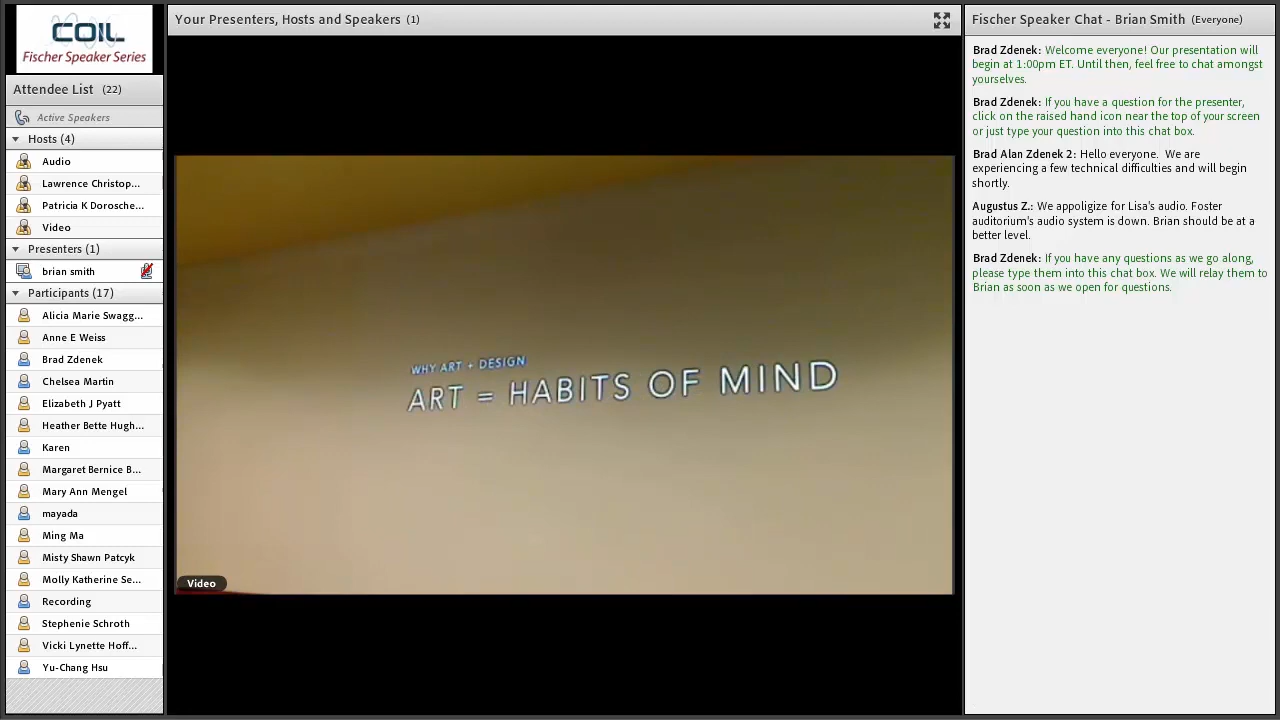 COIL
Fischer Speaker Series
Attendee List (22)
Active Speakers
Hosts (4)
Audio
Lawrence Christop...
Patricia K Dorosche...
Video
Presenters (1)
brian smith
Participants (17)
Alicia Marie Swagg...
Anne E Weiss
Brad Zdenek
Chelsea Martin
Elizabeth J Pyatt
Heather Bette Hugh...
Karen
Margaret Bernice B...
Mary Ann Mengel
mayada
Ming Ma
Misty Shawn Patcyk
Molly Katherine Se...
Recording
Stephenie Schroth
Vicki Lynette Hoff...
Yu-Chang Hsu
Your Presenters, Hosts and Speakers (1)
WHY ART + DESIGN
ART = HABITS OF MIND
Video
Fischer Speaker Chat - Brian Smith (Everyone)
Brad Zdenek: Welcome everyone! Our presentation will
begin at 1:00pm ET. Until then, feel free to chat amongst
yourselves.
Brad Zdenek: If you have a question for the presenter,
click on the raised hand icon near the top of your screen
or just type your question into this chat box.
Brad Alan Zdenek 2: Hello everyone. We are
experiencing a few technical difficulties and will begin
shortly.
Augustus Z.: We appoligize for Lisa's audio. Foster
auditorium's audio system is down. Brian should be at a
better level.
Brad Zdenek: If you have any questions as we go along,
please type them into this chat box. We will relay them to
Brian as soon as we open for questions.